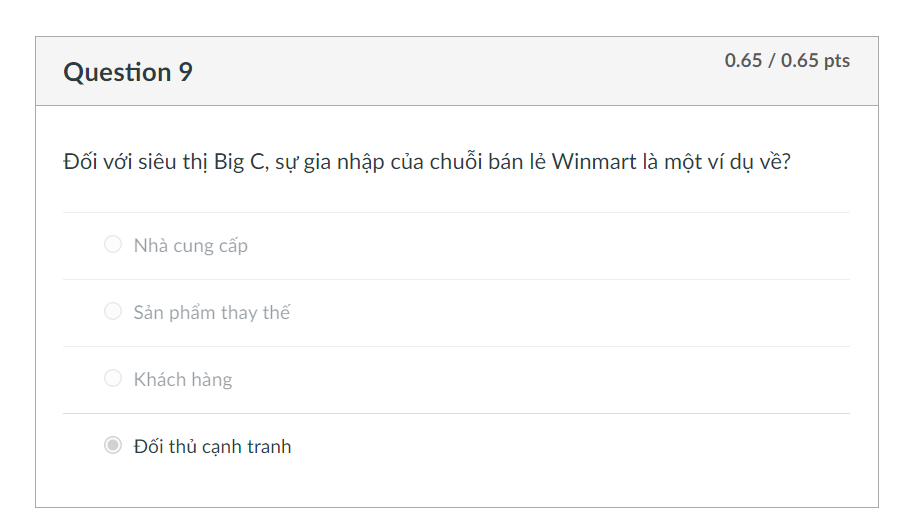 Question 9
0.65 / 0.65 pts
Đối với siêu thị Big C, sự gia nhập của chuỗi bán lẻ Winmart là một ví dụ về?
Nhà cung cấp
Sản phẩm thay thế
Khách hàng
Đối thủ cạnh tranh